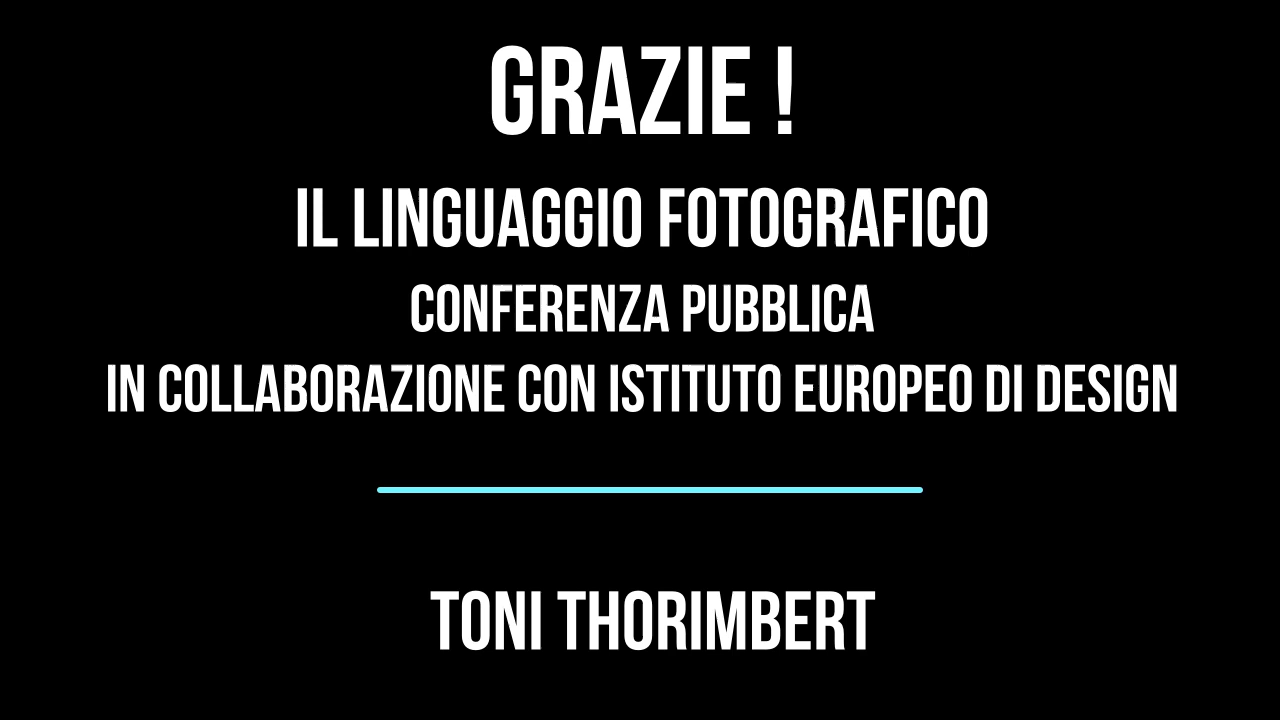 GRAZIE !
IL LINGUAGGIO FOTOGRAFICO
CONFERENZA PUBBLICA
IN COLLABORAZIONE CON ISTITUTO EUROPEO DI DESIGN
TONI THORIMBERT